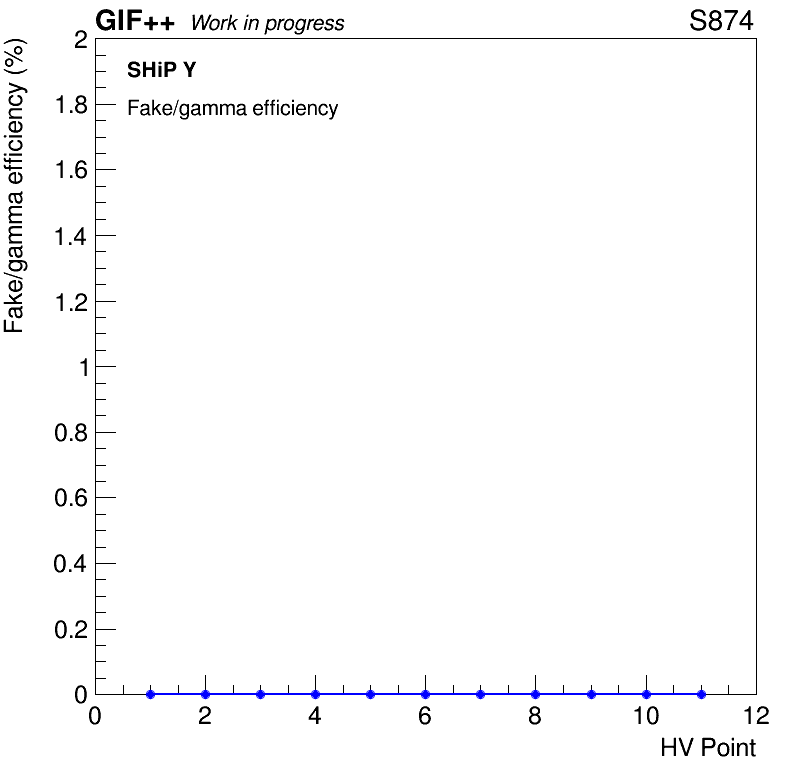 GIF++ Work in progress S874
SHiP Y
Fake/gamma efficiency
Fake/gamma efficiency (%)
2
1.8
1.6
1.4
1.2
1
0.8
0.6
0.4
0.2
0
0 2 4 6 8 10 12
HV Point